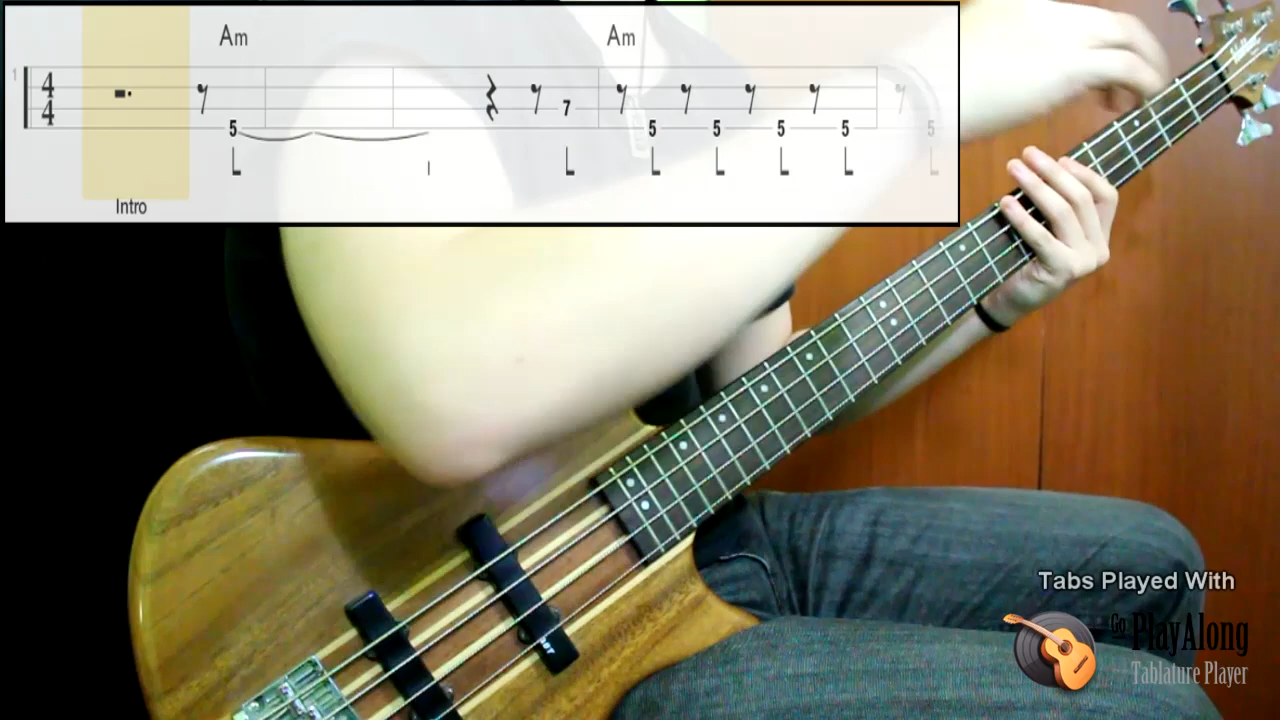 Am Am
1
4
4
7
5 5 5 5 5 5
Intro
Tabs Played With
Go PlayAlong
Tablature Player